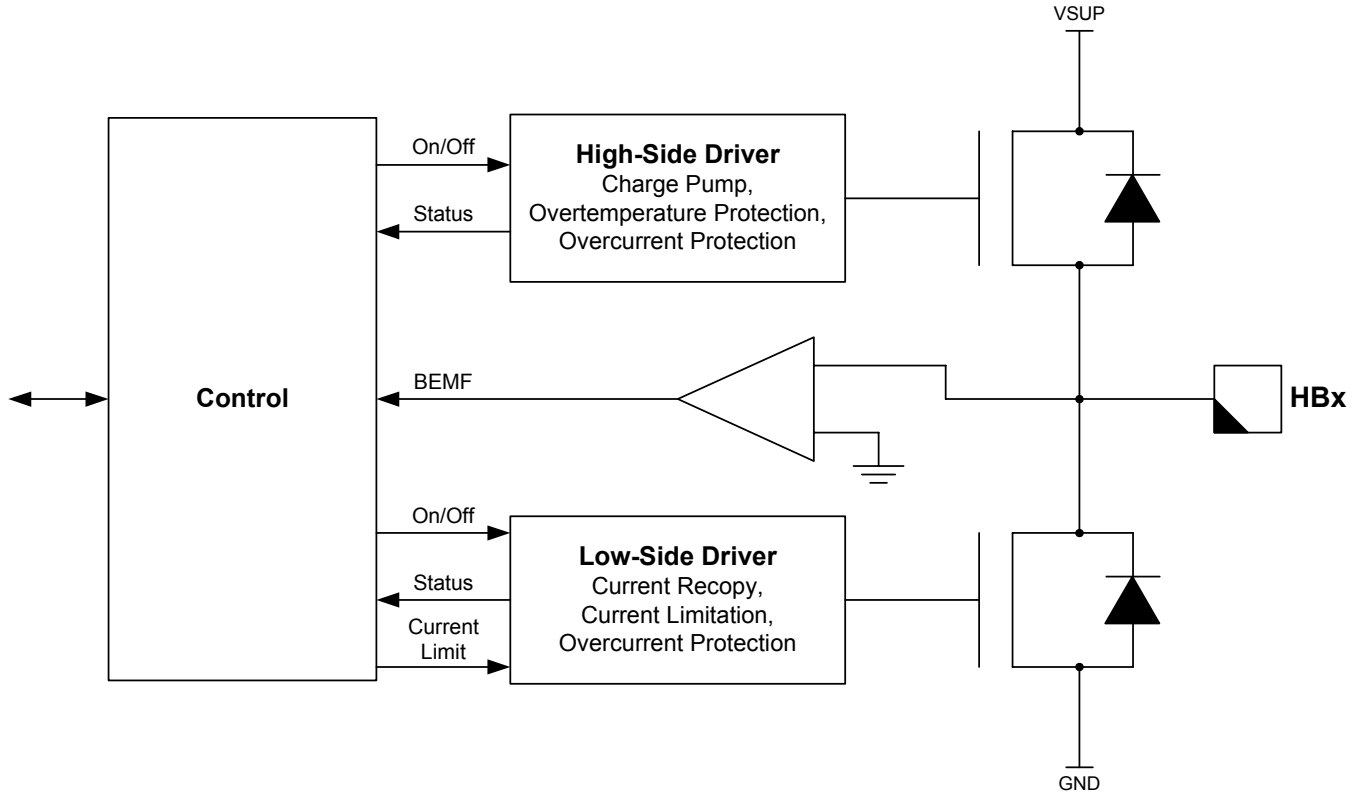 VSUP
On/Off
High-Side Driver
Charge Pump,
Overtemperature Protection,
Overcurrent Protection
Status
Control
BEMF
HBx
On/Off
Low-Side Driver
Current Recopy,
Current Limitation,
Overcurrent Protection
Status
Current
Limit
GND